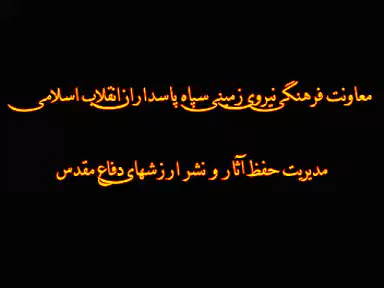 معاونت فرهنگی نیروی زمینی سپاه پاسداران انقلاب اسلامی
مدیریت حفظ آثار و نشر ارزشهای دفاع مقدس